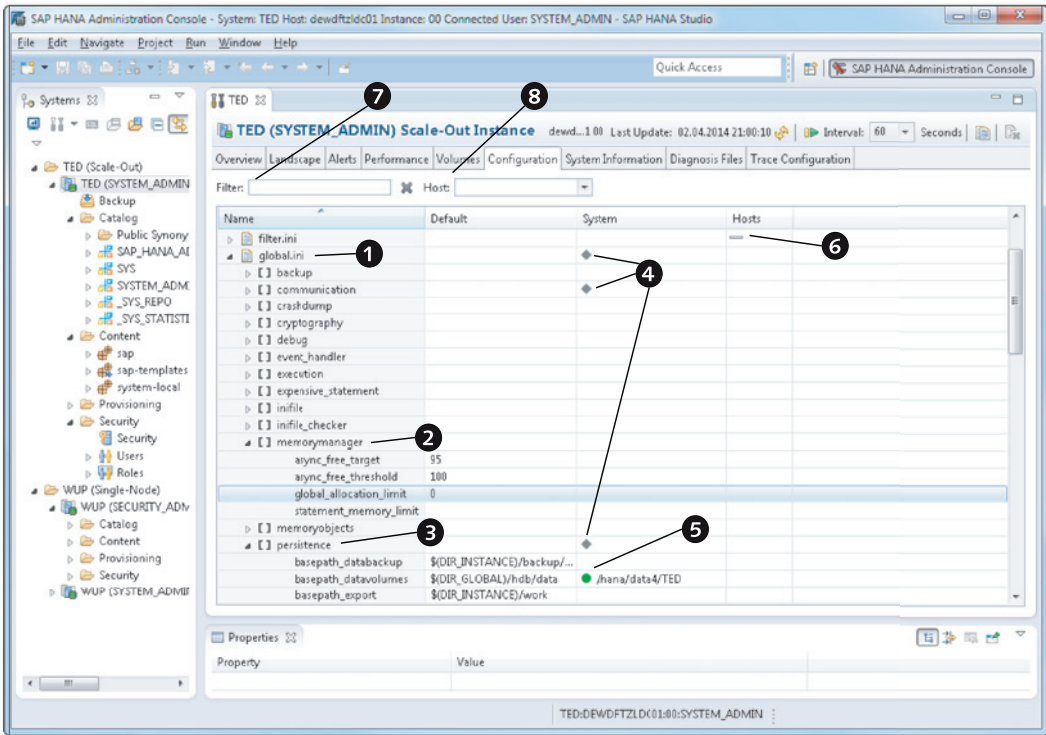 SAP HANA Administration Console - System: TED Host: dewdftzldc01 Instance: 00 Connected User: SYSTEM_ADMIN - SAP HANA Studio
File Edit Navigate Project Run Window Help
Quick Access
SAP HANA Administration Console
Systems
TED (Scale-Out)
TED (SYSTEM_ADMIN
Backup
Catalog
Public Synony
SAP_HANA_AI
SYS
SYSTEM_ADM
_SYS_REPO
_SYS_STATISTI
Content
sap
sap-templates
system-local
Provisioning
Security
Security
Users
Roles
WUP (Single-Node)
WUP (SECURITY_ADM
Catalog
Content
Provisioning
Security
WUP (SYSTEM_ADMI
TED
7
8
TED (SYSTEM_ADMIN) Scale-Out Instance dewd...1 00 Last Update: 02.04.2014 21:00:10 Interval: 60 Seconds
Overview Landscape Alerts Performance Volumes Configuration System Information Diagnosis Files Trace Configuration
Filter: Host:
Name Default System Hosts
filter.ini 6
global.ini 1
backup 4
communication
crashdump
cryptography
debug
event_handler
execution
expensive_statement
inifile
inifile_checker
memorymanager 2
async_free_target 95
async_free_threshold 100
global_allocation_limit 0
statement_memory_limit
memoryobjects 3 5
persistence
basepath_databackup $(DIR_INSTANCE)/backup/...
basepath_datavolumes $(DIR_GLOBAL)/hdb/data /hana/data4/TED
basepath_export $(DIR_INSTANCE)/work
Properties
Property Value
TED:DEWDFTZLDC01:00:SYSTEM_ADMIN